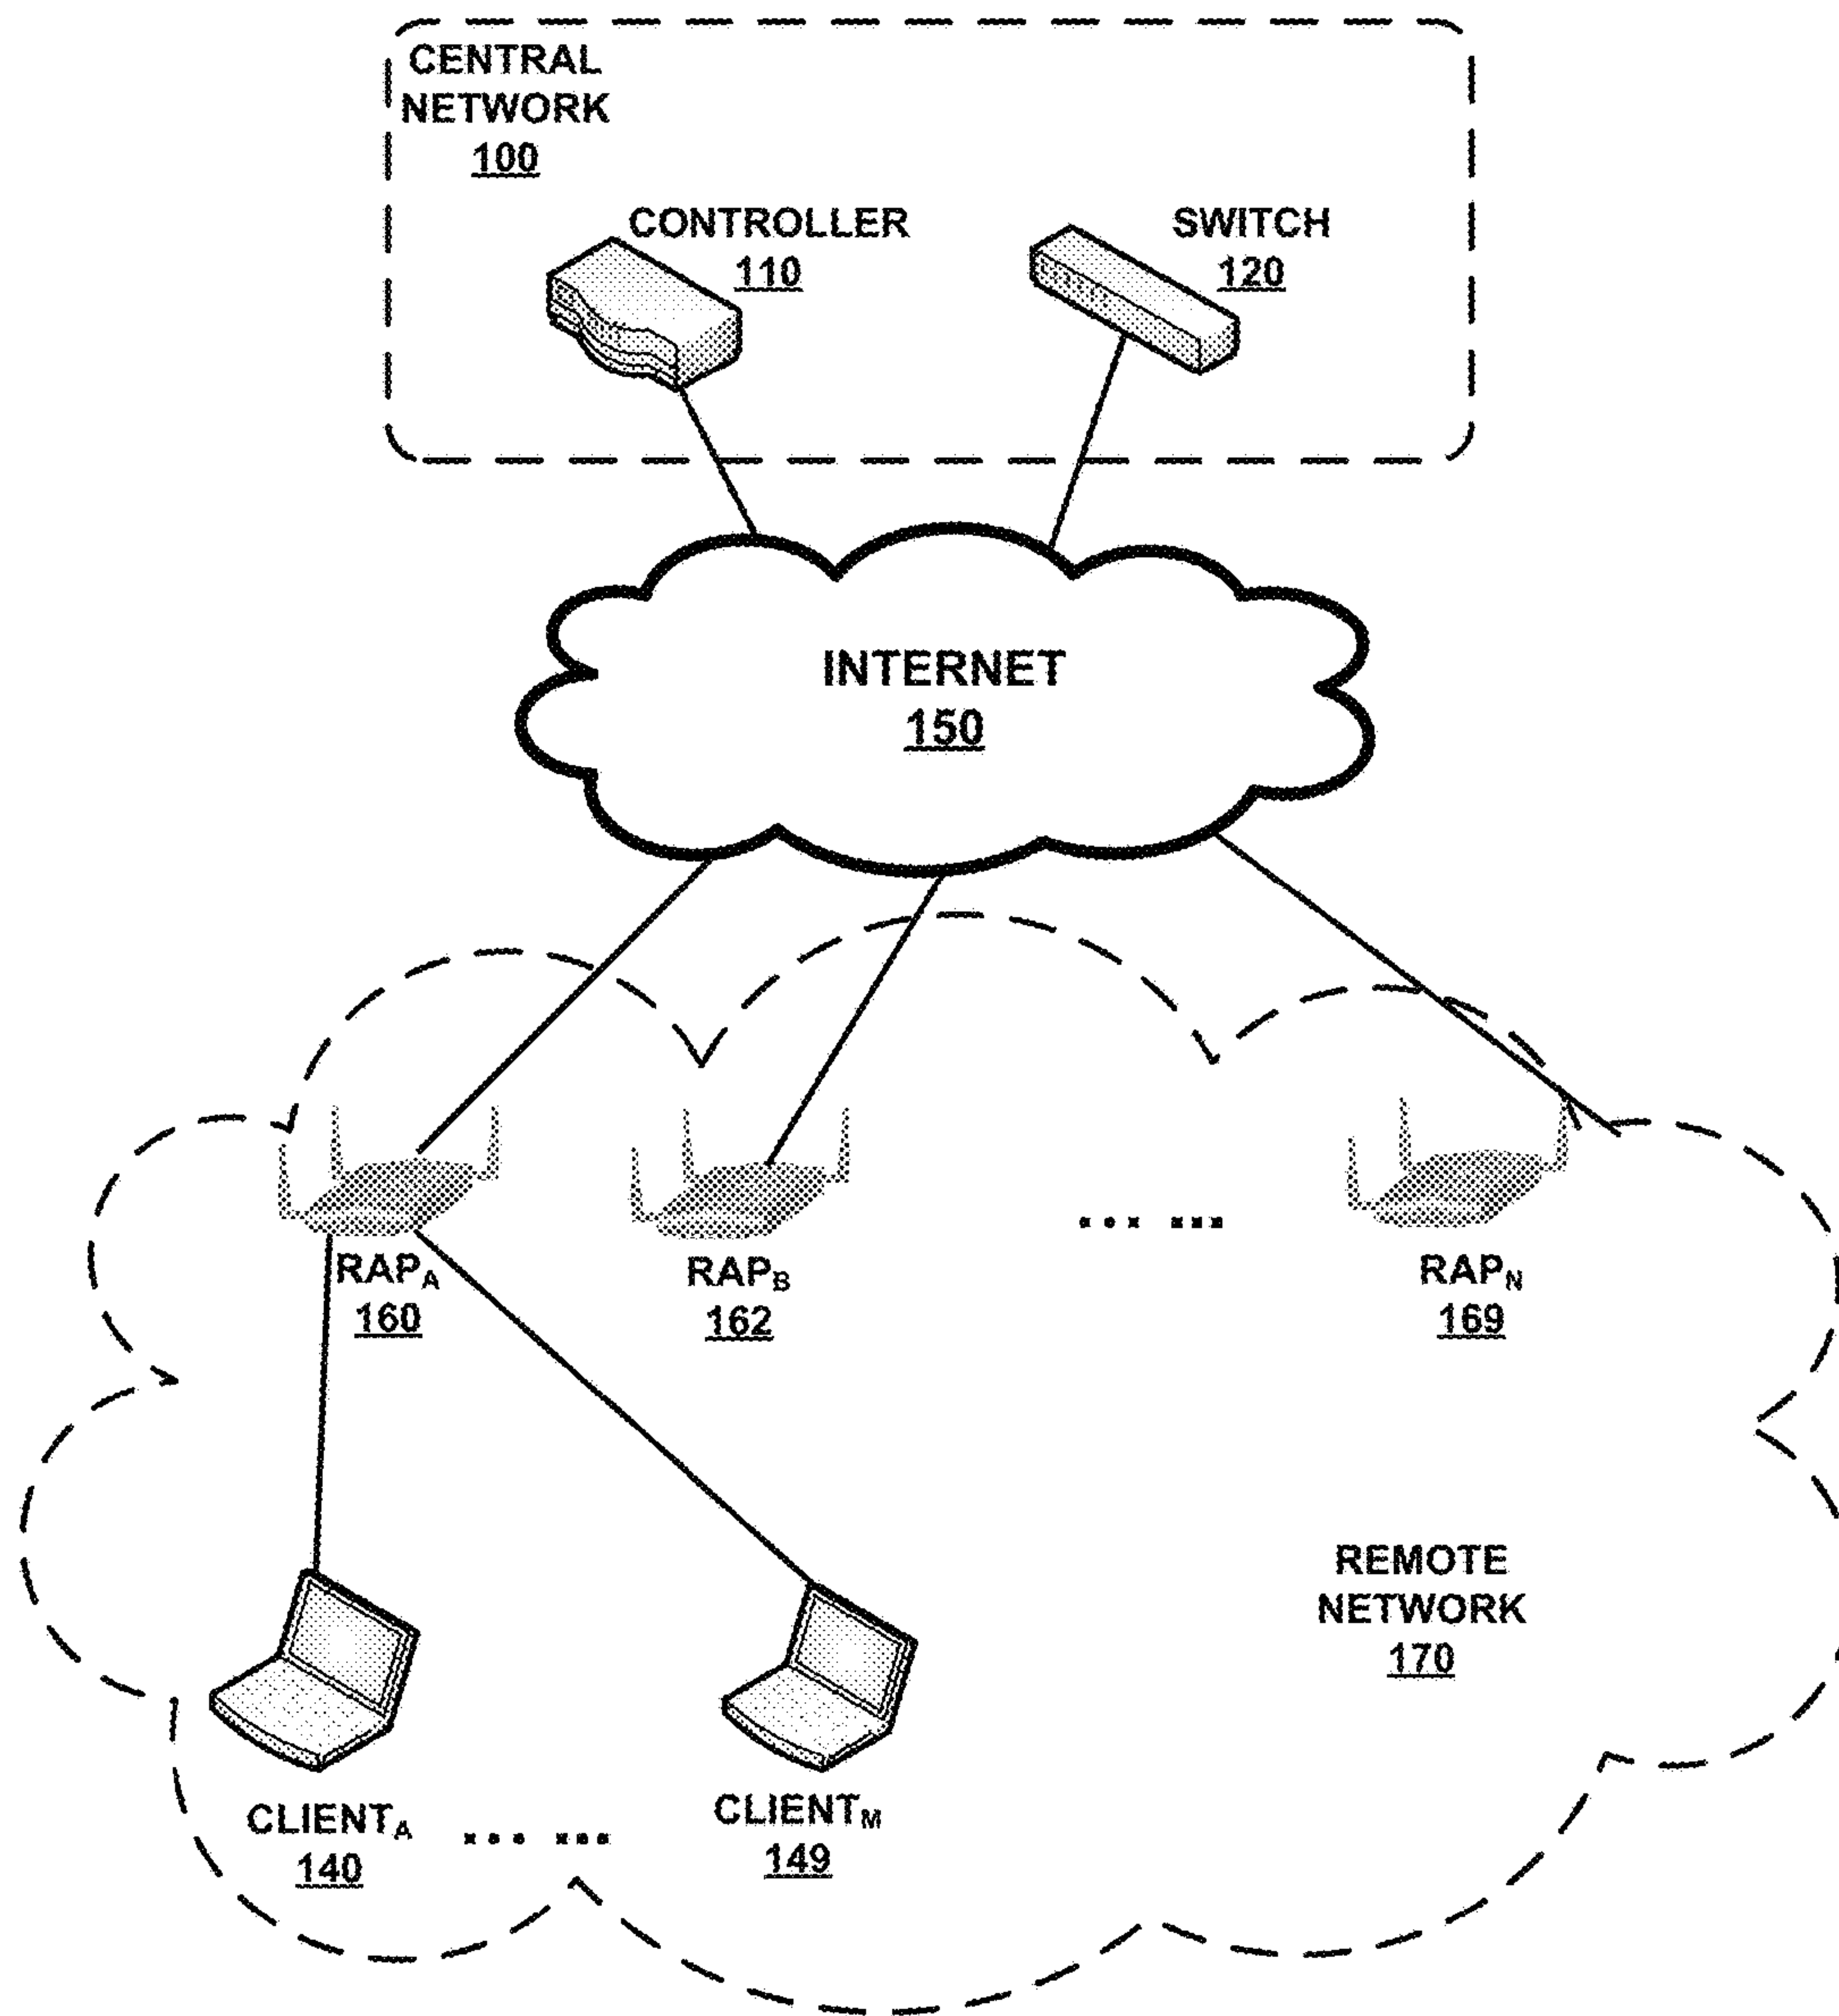 CENTRAL
NETWORK
100
CONTROLLER
110
SWITCH
120
INTERNET
150
RAPA
160
RAPB
162
... ...
RAPN
169
REMOTE
NETWORK
170
CLIENTA
140
... ...
CLIENTM
149